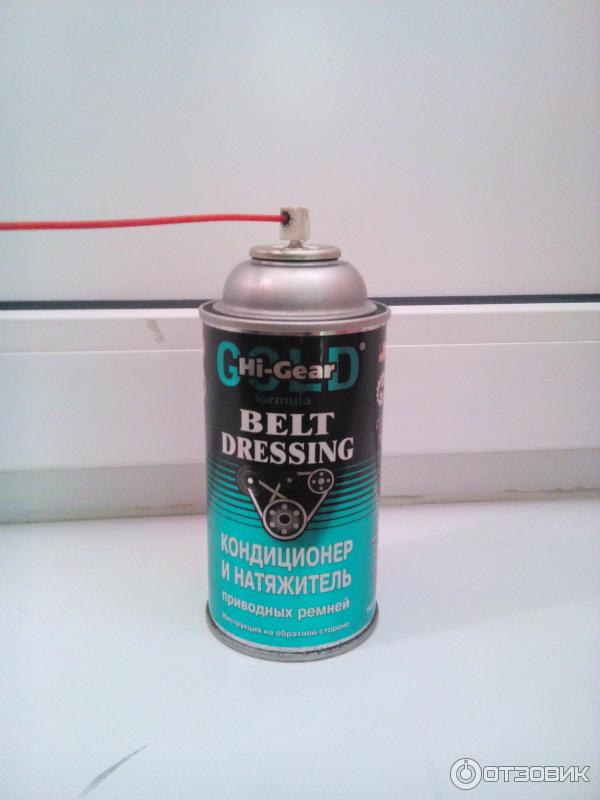 GOLD®
Hi-Gear
formula
BELT
DRESSING
КОНДИЦИОНЕР
И НАТЯЖИТЕЛЬ
приводных ремней
Инструкция на обратной стороне
ОТЗОВИК